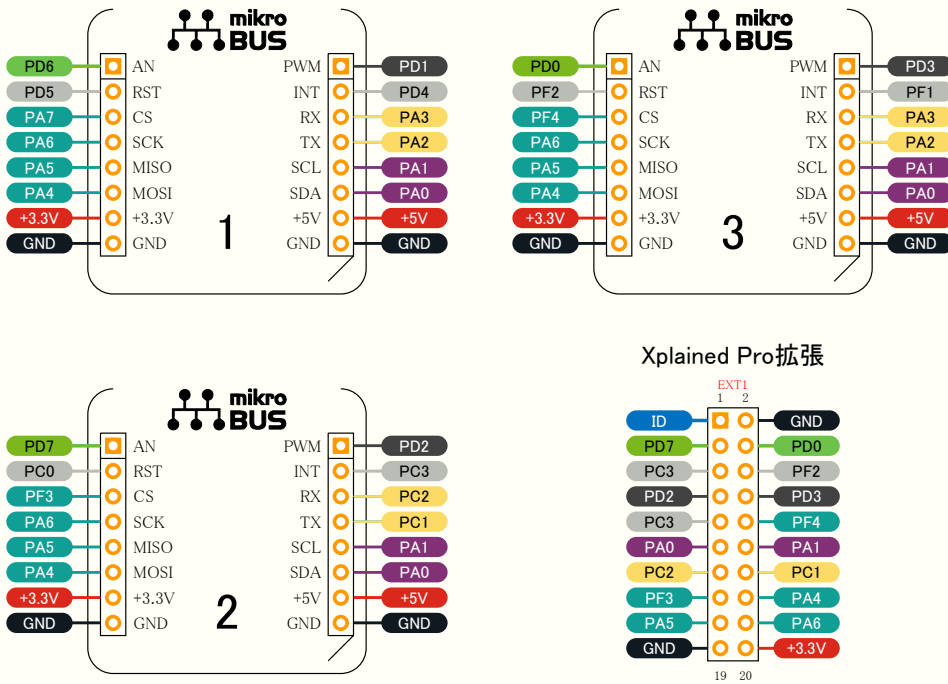 mikro
BUS
PD6 AN PWM PD1
PD5 RST INT PD4
PA7 CS RX PA3
PA6 SCK TX PA2
PA5 MISO SCL PA1
PA4 MOSI SDA PA0
+3.3V +3.3V +5V +5V
GND GND GND GND
1
mikro
BUS
PD0 AN PWM PD3
PF2 RST INT PF1
PF4 CS RX PA3
PA6 SCK TX PA2
PA5 MISO SCL PA1
PA4 MOSI SDA PA0
+3.3V +3.3V +5V +5V
GND GND GND GND
3
mikro
BUS
PD7 AN PWM PD2
PC0 RST INT PC3
PF3 CS RX PC2
PA6 SCK TX PC1
PA5 MISO SCL PA1
PA4 MOSI SDA PA0
+3.3V +3.3V +5V +5V
GND GND GND GND
2
Xplained Pro拡張
EXT1
1 2
ID GND
PD7 PD0
PC3 PF2
PD2 PD3
PC3 PF4
PA0 PA1
PC2 PC1
PF3 PA4
PA5 PA6
GND +3.3V
19 20